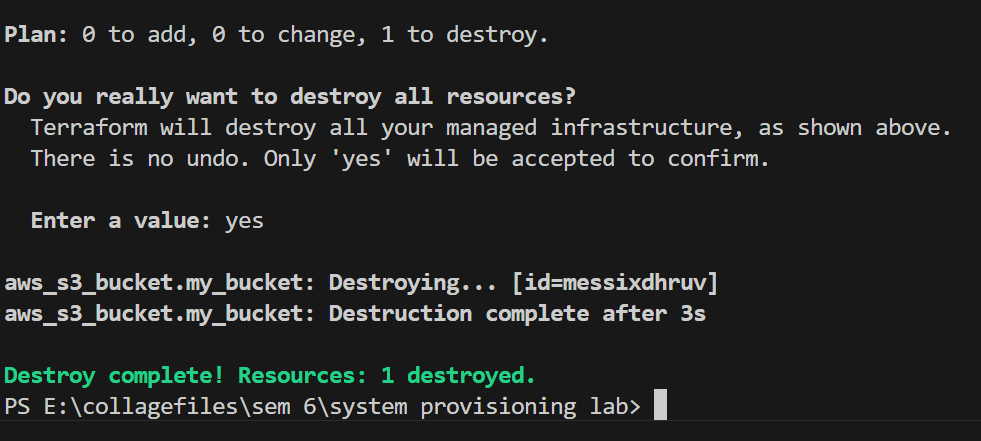 Plan: 0 to add, 0 to change, 1 to destroy.
Do you really want to destroy all resources?
Terraform will destroy all your managed infrastructure, as shown above.
There is no undo. Only 'yes' will be accepted to confirm.
Enter a value: yes
aws_s3_bucket.my_bucket: Destroying... [id=messixdhruv]
aws_s3_bucket.my_bucket: Destruction complete after 3s
Destroy complete! Resources: 1 destroyed.
PS E:\collagefiles\sem 6\system provisioning lab>